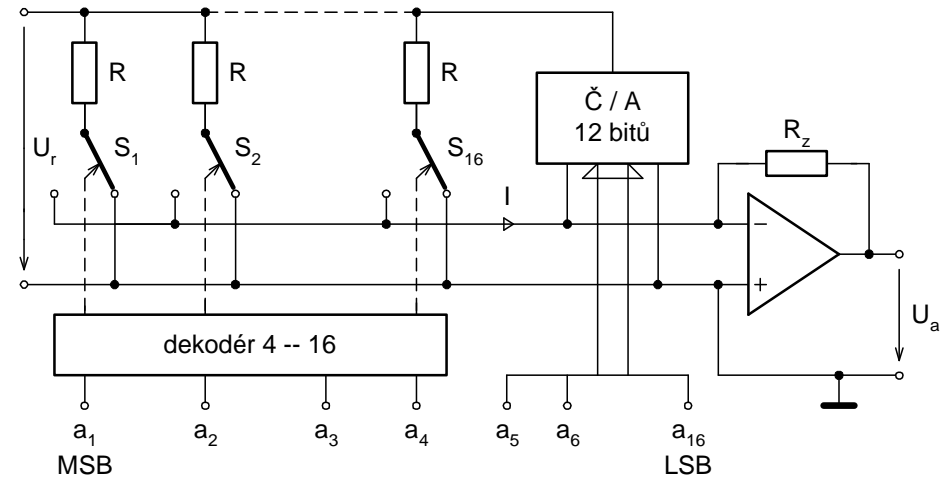 R R R
Č / A
12 bitů
U_r S_1 S_2 S_16 R_z
I
−
+
U_a
dekodér 4 -- 16
a_1 a_2 a_3 a_4 a_5 a_6 a_16
MSB LSB